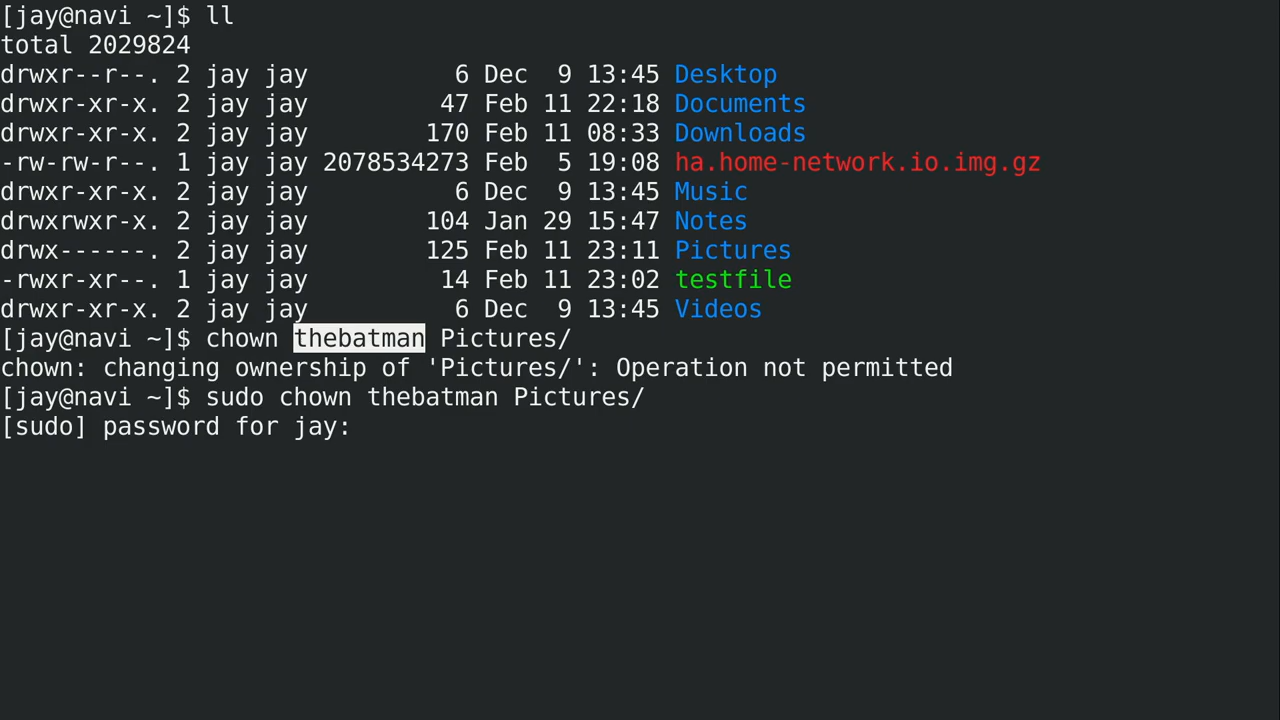 [jay@navi ~]$ ll
total 2029824
drwxr--r--. 2 jay jay          6 Dec  9 13:45 Desktop
drwxr-xr-x. 2 jay jay         47 Feb 11 22:18 Documents
drwxr-xr-x. 2 jay jay        170 Feb 11 08:33 Downloads
-rw-rw-r--. 1 jay jay 2078534273 Feb  5 19:08 ha.home-network.io.img.gz
drwxr-xr-x. 2 jay jay          6 Dec  9 13:45 Music
drwxrwxr-x. 2 jay jay        104 Jan 29 15:47 Notes
drwx------. 2 jay jay        125 Feb 11 23:11 Pictures
-rwxr-xr--. 1 jay jay         14 Feb 11 23:02 testfile
drwxr-xr-x. 2 jay jay          6 Dec  9 13:45 Videos
[jay@navi ~]$ chown thebatman Pictures/
chown: changing ownership of 'Pictures/': Operation not permitted
[jay@navi ~]$ sudo chown thebatman Pictures/
[sudo] password for jay: